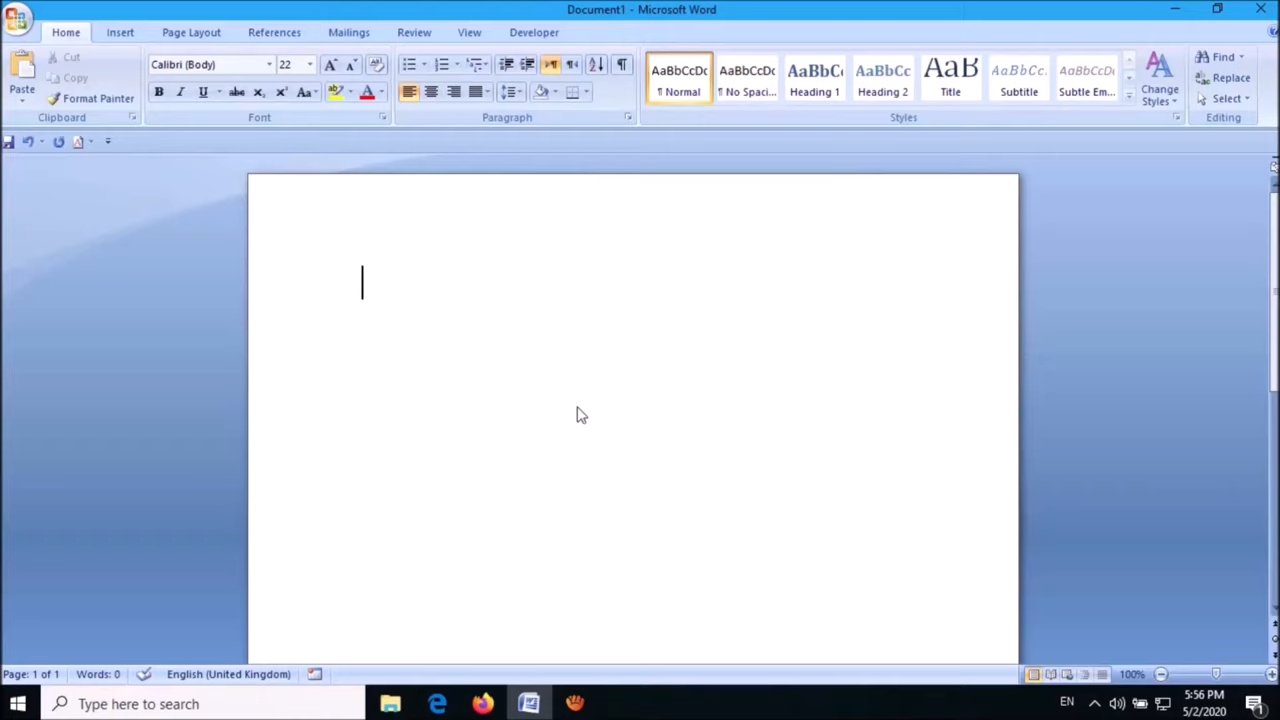 Document1 - Microsoft Word
Home Insert Page Layout References Mailings Review View Developer
Paste
Cut
Copy
Format Painter
Clipboard
Calibri (Body) 22
Font
Paragraph
AaBbCcDc AaBbCcDc AaBbC AaBbCc AaB AaBbCc. AaBbCcDc
¶ Normal ¶ No Spaci... Heading 1 Heading 2 Title Subtitle Subtle Em...
Change
Styles
Styles
Find
Replace
Select
Editing
Page: 1 of 1 Words: 0 English (United Kingdom) 100%
Type here to search
EN
5:56 PM
5/2/2020